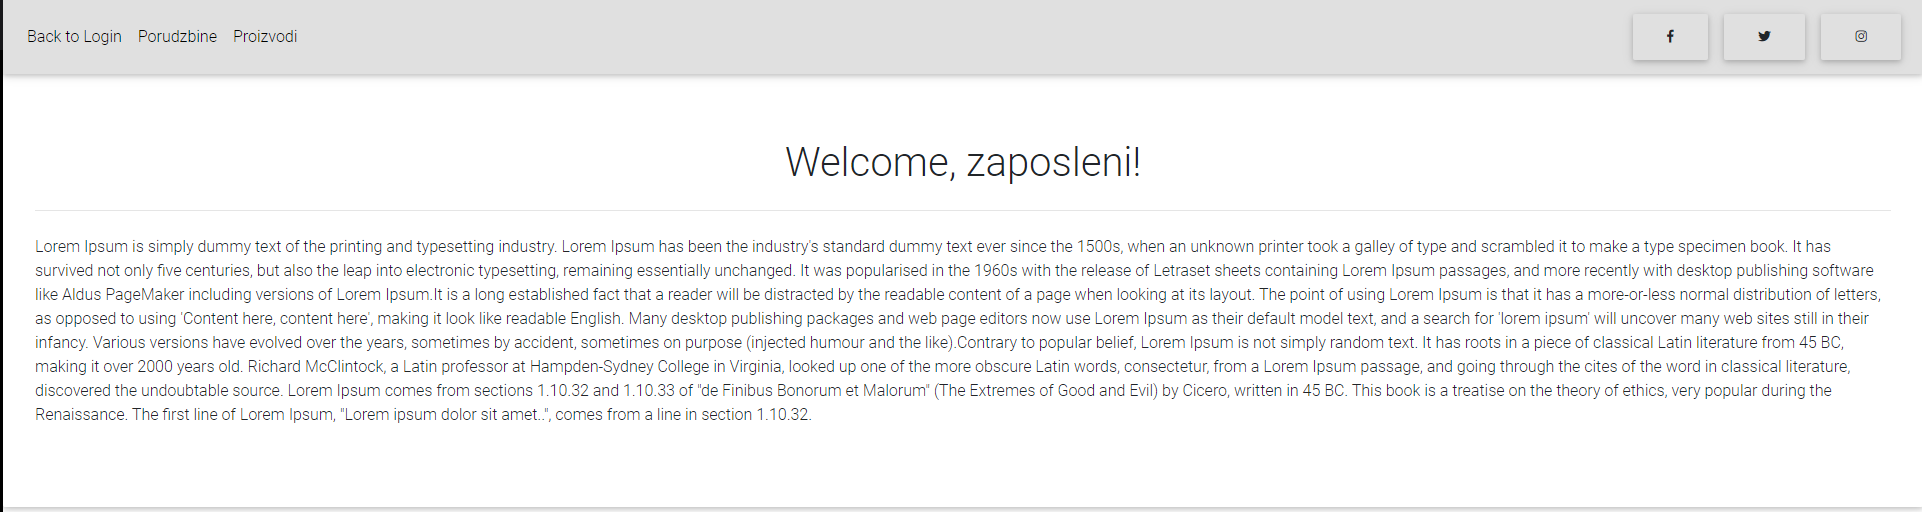 Back to Login Porudzbine Proizvodi
Welcome, zaposleni!
Lorem Ipsum is simply dummy text of the printing and typesetting industry. Lorem Ipsum has been the industry's standard dummy text ever since the 1500s, when an unknown printer took a galley of type and scrambled it to make a type specimen book. It has
survived not only five centuries, but also the leap into electronic typesetting, remaining essentially unchanged. It was popularised in the 1960s with the release of Letraset sheets containing Lorem Ipsum passages, and more recently with desktop publishing software
like Aldus PageMaker including versions of Lorem Ipsum.It is a long established fact that a reader will be distracted by the readable content of a page when looking at its layout. The point of using Lorem Ipsum is that it has a more-or-less normal distribution of letters,
as opposed to using 'Content here, content here', making it look like readable English. Many desktop publishing packages and web page editors now use Lorem Ipsum as their default model text, and a search for 'lorem ipsum' will uncover many web sites still in their
infancy. Various versions have evolved over the years, sometimes by accident, sometimes on purpose (injected humour and the like).Contrary to popular belief, Lorem Ipsum is not simply random text. It has roots in a piece of classical Latin literature from 45 BC,
making it over 2000 years old. Richard McClintock, a Latin professor at Hampden-Sydney College in Virginia, looked up one of the more obscure Latin words, consectetur, from a Lorem Ipsum passage, and going through the cites of the word in classical literature,
discovered the undoubtable source. Lorem Ipsum comes from sections 1.10.32 and 1.10.33 of "de Finibus Bonorum et Malorum" (The Extremes of Good and Evil) by Cicero, written in 45 BC. This book is a treatise on the theory of ethics, very popular during the
Renaissance. The first line of Lorem Ipsum, "Lorem ipsum dolor sit amet..", comes from a line in section 1.10.32.